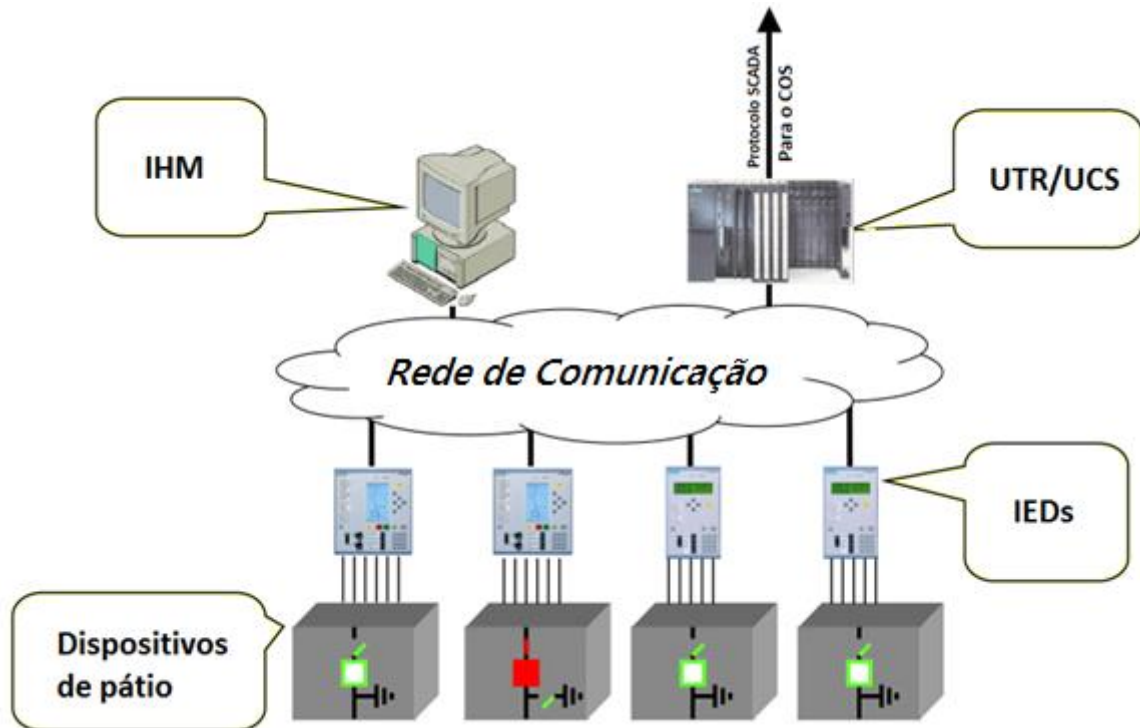 Protocolo SCADA
Para o COS
IHM
UTR/UCS
Rede de Comunicação
IEDs
Dispositivos
de pátio